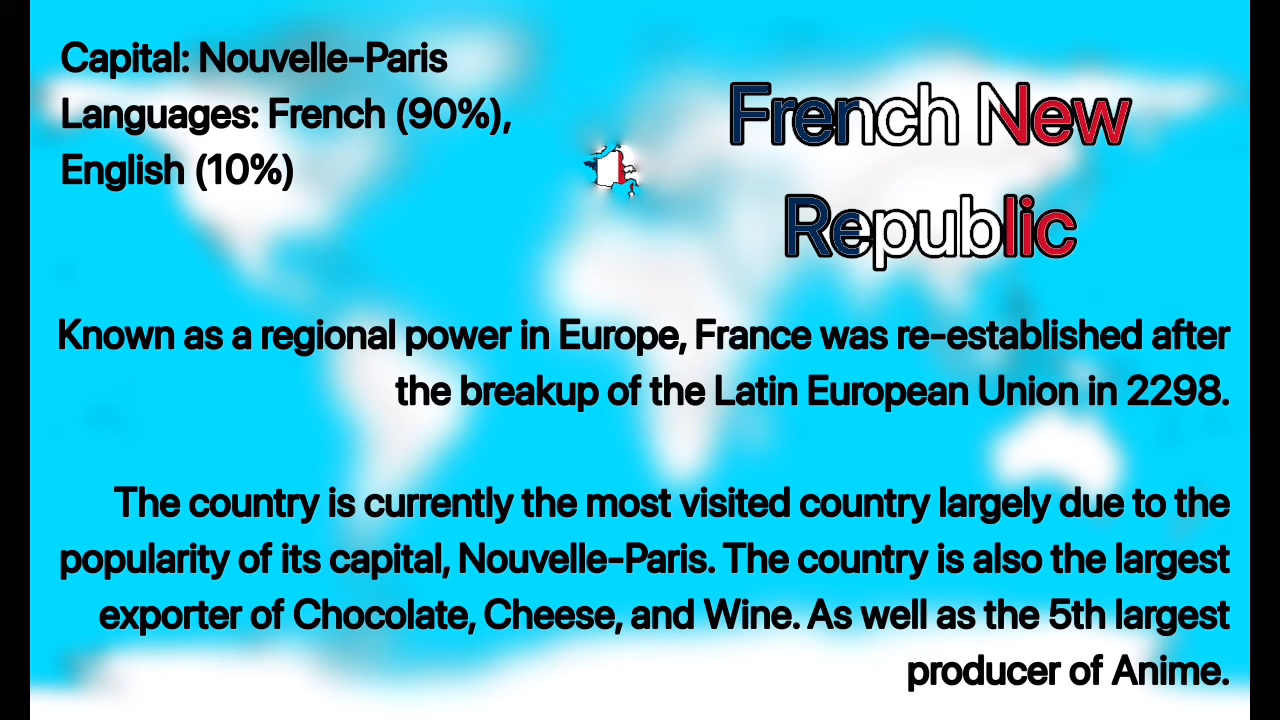 Capital: Nouvelle-Paris
Languages: French (90%),
English (10%)
French New
Republic
Known as a regional power in Europe, France was re-established after
the breakup of the Latin European Union in 2298.
The country is currently the most visited country largely due to the
popularity of its capital, Nouvelle-Paris. The country is also the largest
exporter of Chocolate, Cheese, and Wine. As well as the 5th largest
producer of Anime.